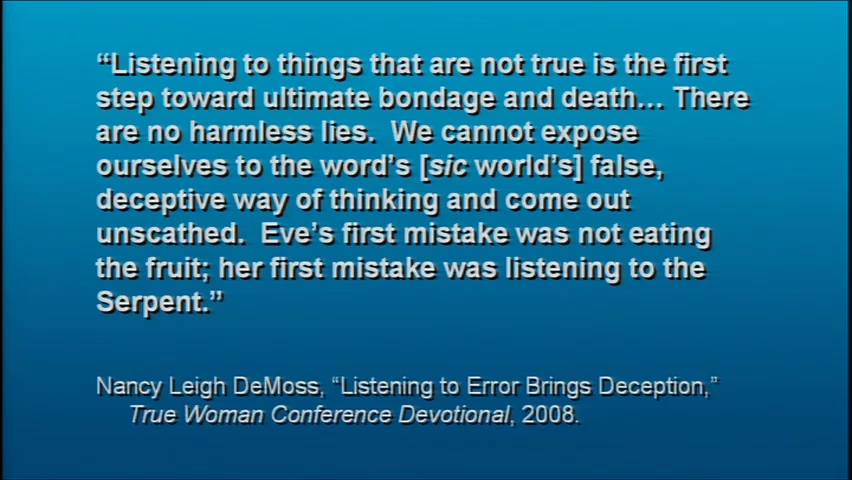 “Listening to things that are not true is the first
step toward ultimate bondage and death... There
are no harmless lies.  We cannot expose
ourselves to the word’s [sic world’s] false,
deceptive way of thinking and come out
unscathed.  Eve’s first mistake was not eating
the fruit; her first mistake was listening to the
Serpent.”
Nancy Leigh DeMoss, “Listening to Error Brings Deception,”
True Woman Conference Devotional, 2008.